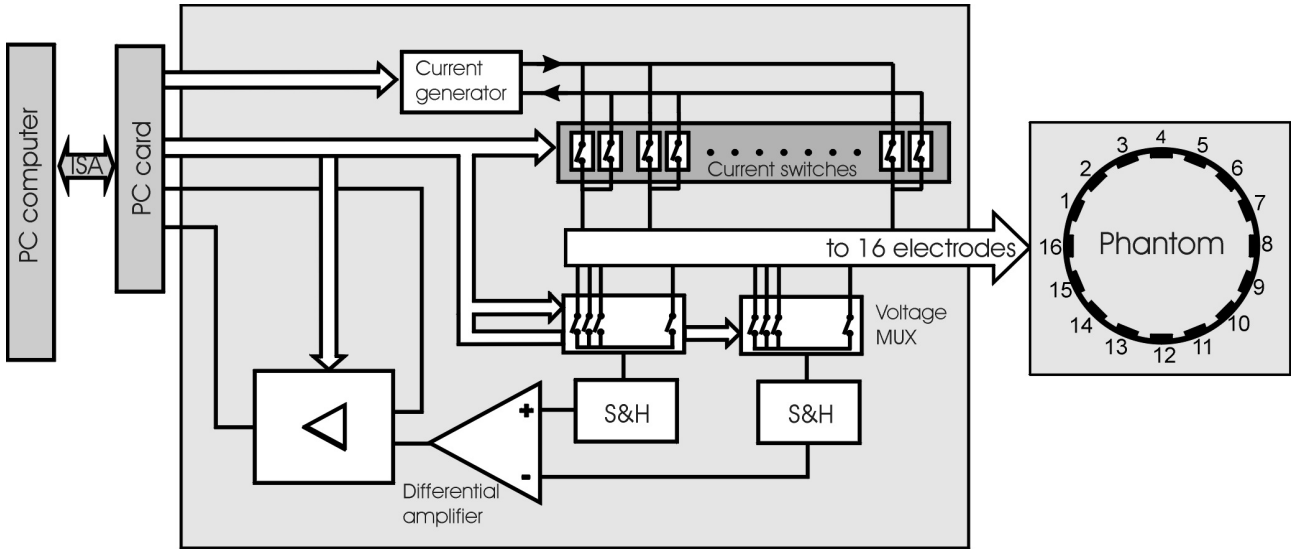 PC computer
ISA
PC card
Current
generator
Current switches
to 16 electrodes
Voltage
MUX
S&H
S&H
+
-
Differential
amplifier
Phantom
1
2
3
4
5
6
7
8
9
10
11
12
13
14
15
16